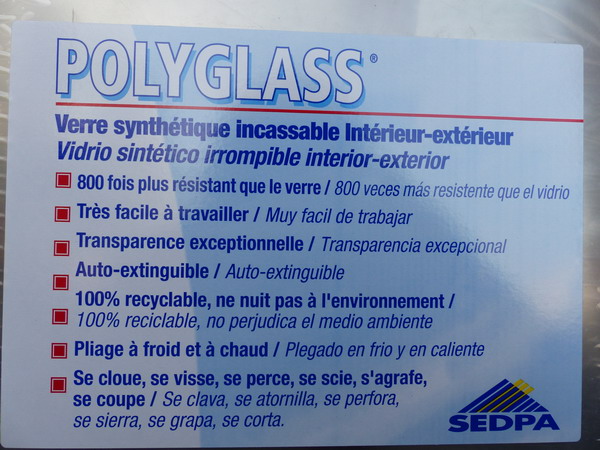 POLYGLASS®
Verre synthétique incassable Intérieur-extérieur
Vidrio sintético irrompible interior-exterior
800 fois plus résistant que le verre / 800 veces más resistente que el vidrio
Très facile à travailler / Muy facil de trabajar
Transparence exceptionnelle / Transparencia excepcional
Auto-extinguible / Auto-extinguible
100% recyclable, ne nuit pas à l'environnement /
100% reciclable, no perjudica el medio ambiente
Pliage à froid et à chaud / Plegado en frio y en caliente
Se cloue, se visse, se perce, se scie, s'agrafe,
se coupe / Se clava, se atornilla, se perfora,
se sierra, se grapa, se corta.
SEDPA